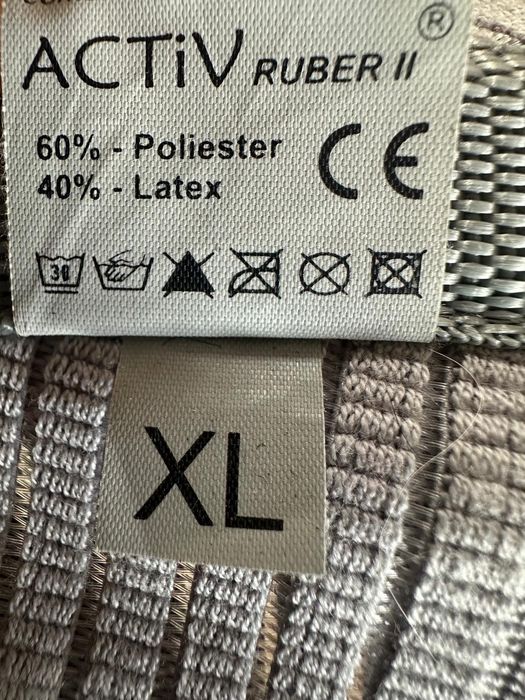 ACTiV RUBER II ®
60% - Poliester
40% - Latex
CE
30
XL